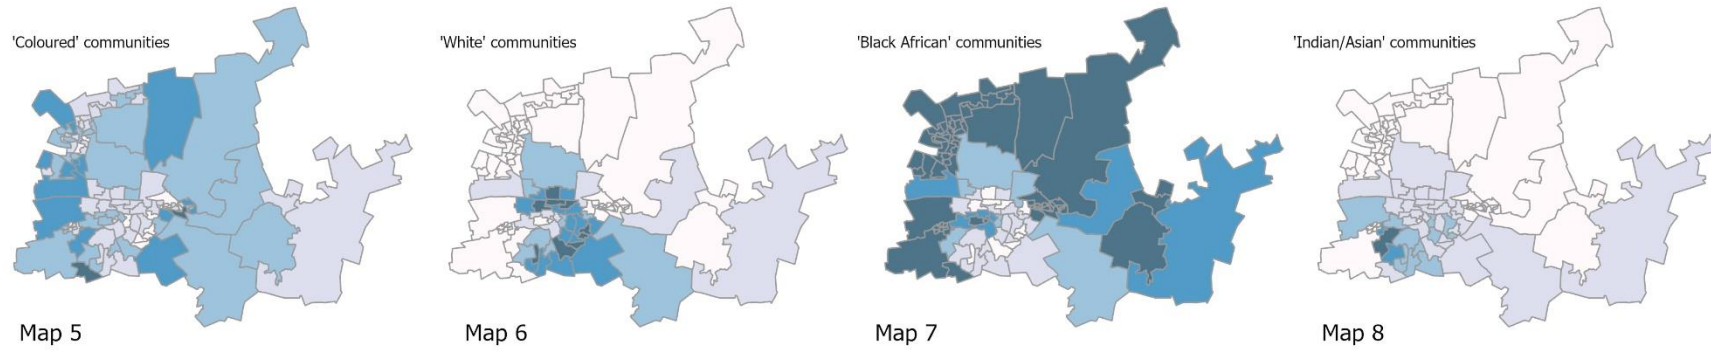 'Coloured' communities
'White' communities
'Black African' communities
'Indian/Asian' communities
Map 5
Map 6
Map 7
Map 8